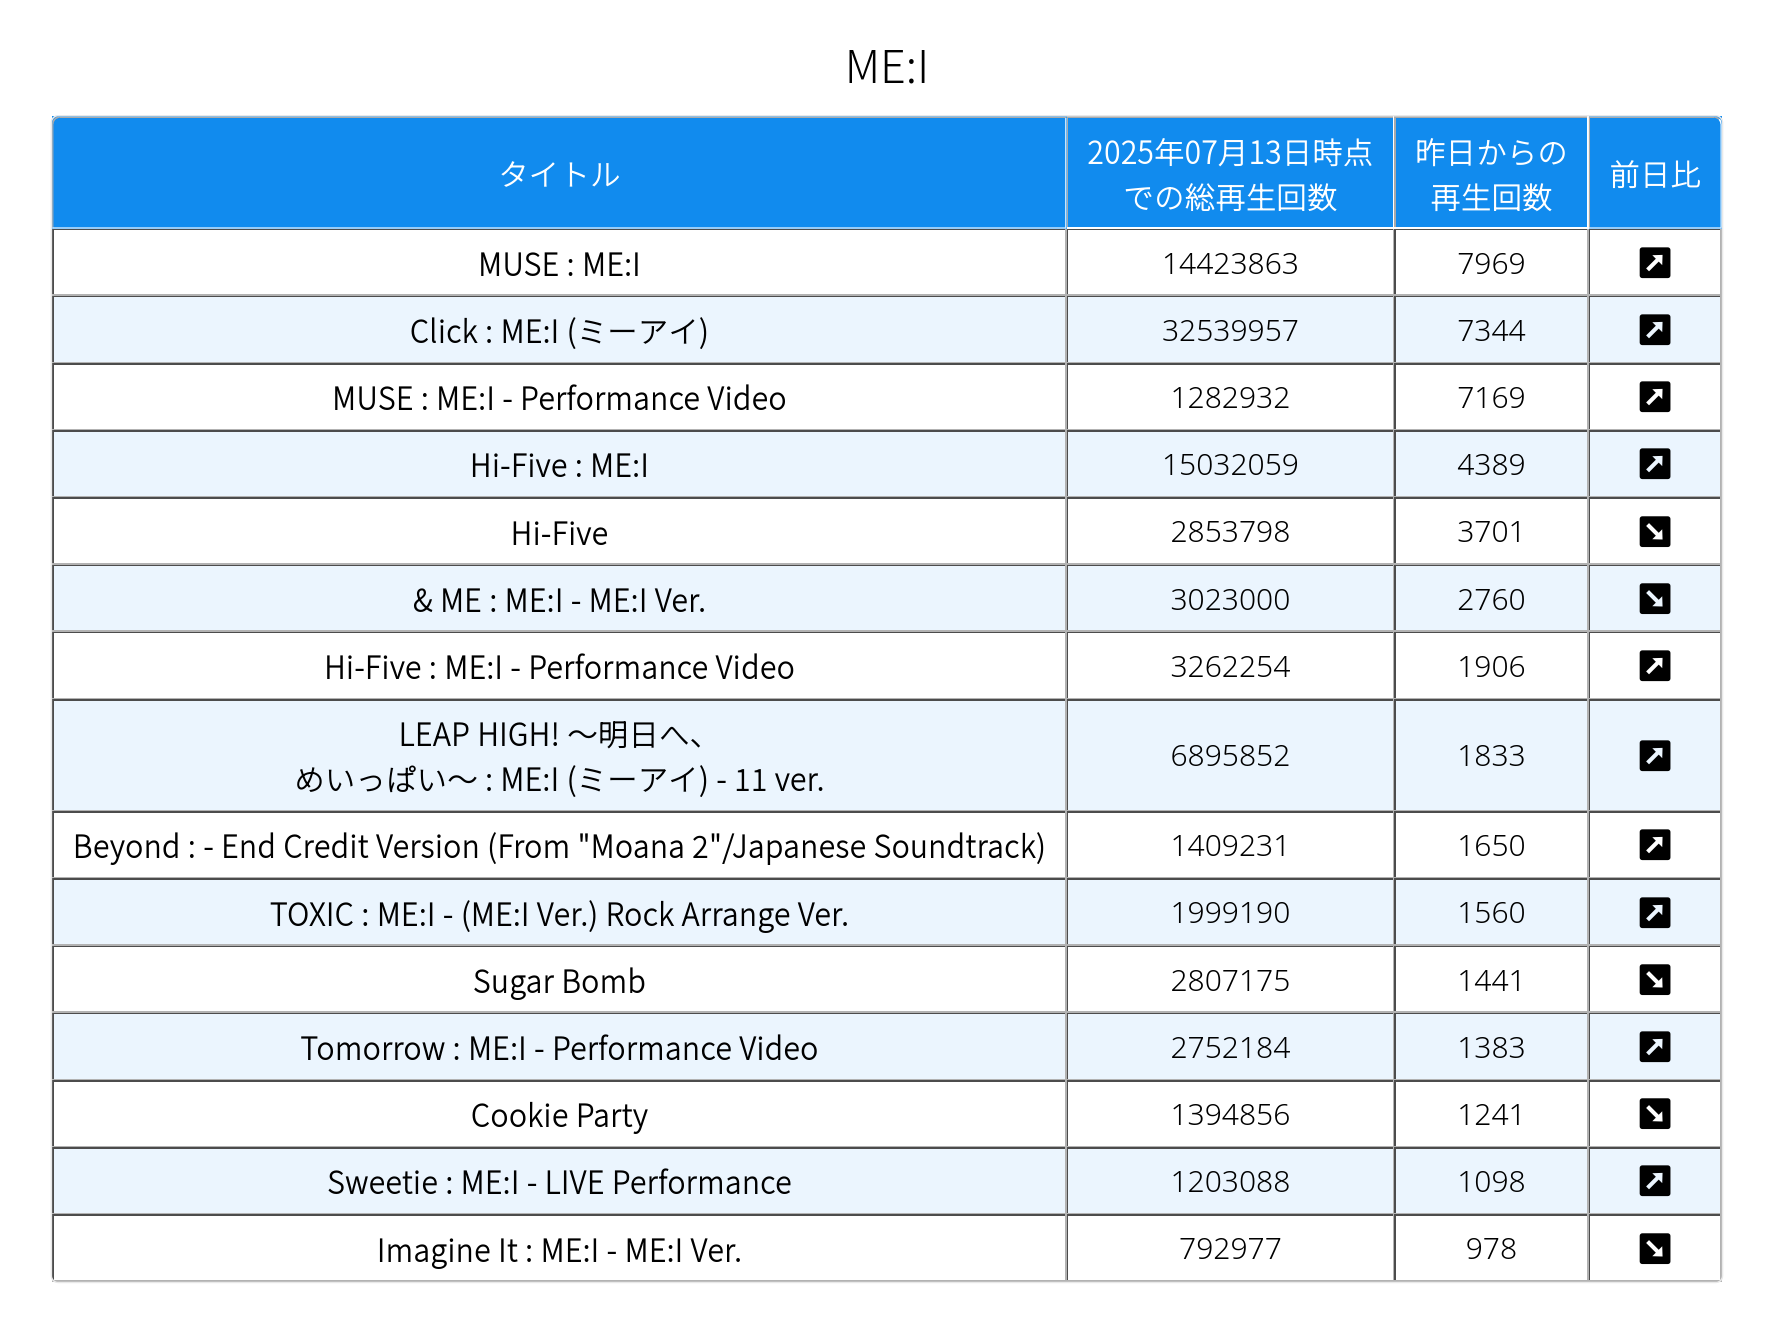 ME:I
タイトル
2025年07月13日時点
での総再生回数
昨日からの
再生回数
前日比
MUSE : ME:I 14423863 7969 ↗
Click : ME:I (ミーアイ) 32539957 7344 ↗
MUSE : ME:I - Performance Video 1282932 7169 ↗
Hi-Five : ME:I 15032059 4389 ↗
Hi-Five 2853798 3701 ↘
& ME : ME:I - ME:I Ver. 3023000 2760 ↘
Hi-Five : ME:I - Performance Video 3262254 1906 ↗
LEAP HIGH! 〜明日へ、
めいっぱい〜 : ME:I (ミーアイ) - 11 ver. 6895852 1833 ↗
Beyond : - End Credit Version (From "Moana 2"/Japanese Soundtrack) 1409231 1650 ↗
TOXIC : ME:I - (ME:I Ver.) Rock Arrange Ver. 1999190 1560 ↗
Sugar Bomb 2807175 1441 ↘
Tomorrow : ME:I - Performance Video 2752184 1383 ↗
Cookie Party 1394856 1241 ↘
Sweetie : ME:I - LIVE Performance 1203088 1098 ↗
Imagine It : ME:I - ME:I Ver. 792977 978 ↘